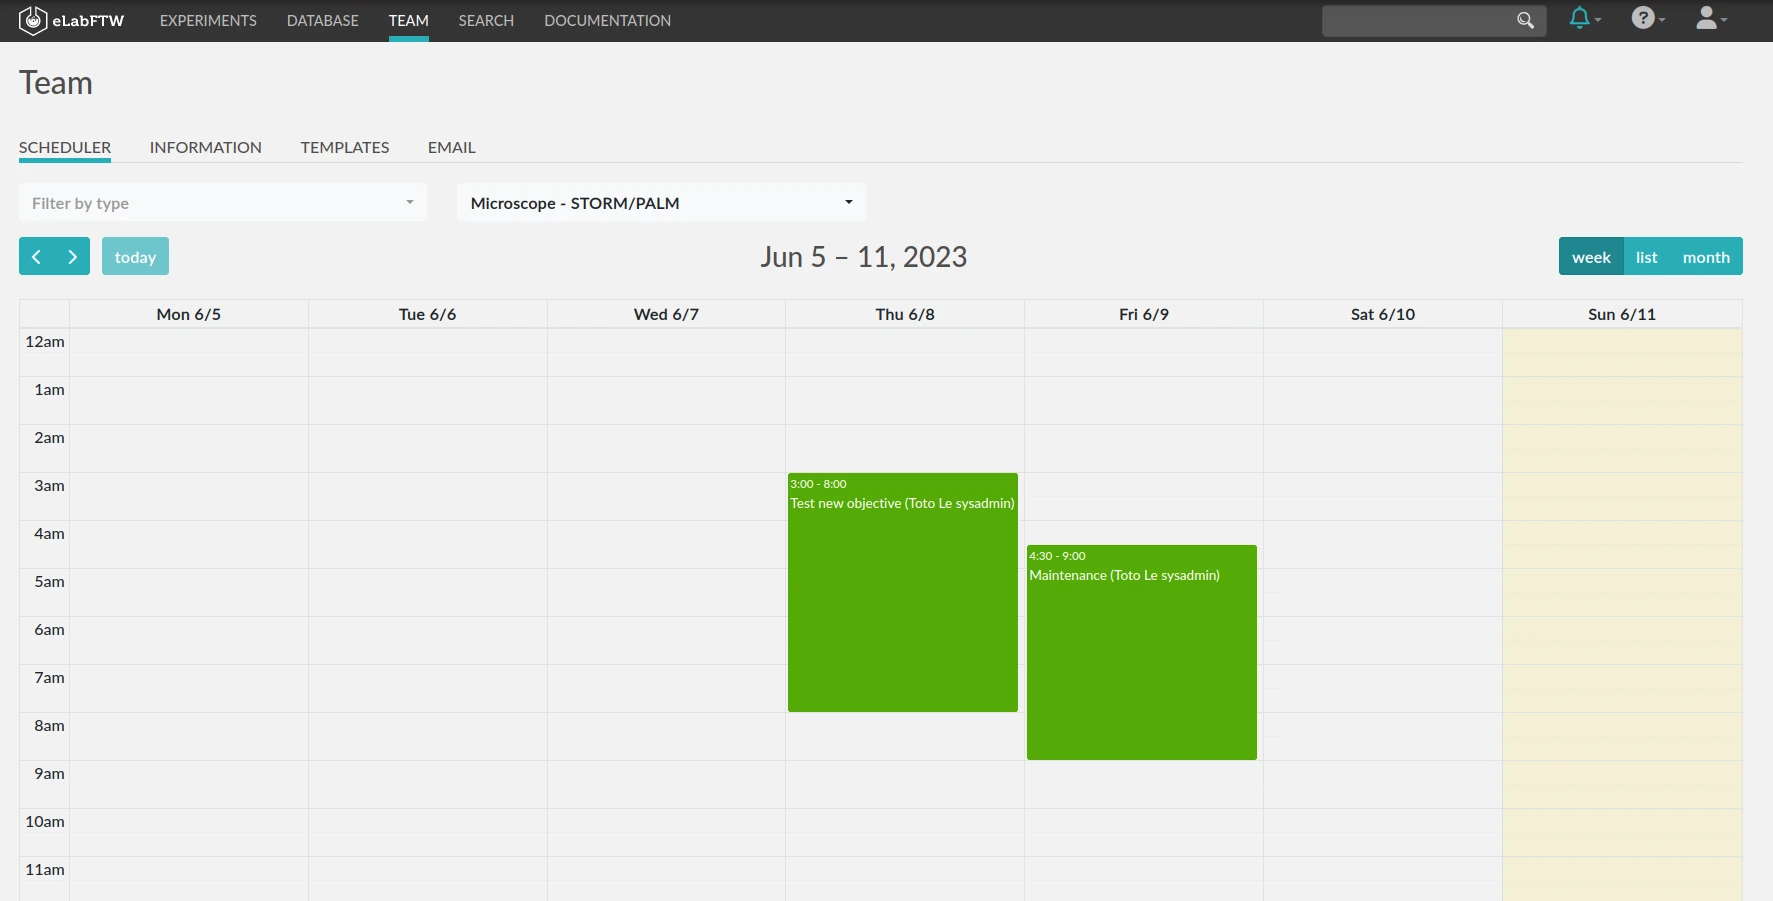 eLabFTW EXPERIMENTS DATABASE TEAM SEARCH DOCUMENTATION ?
Team
SCHEDULER INFORMATION TEMPLATES EMAIL
Filter by type Microscope - STORM/PALM
today Jun 5 – 11, 2023 week list month
Mon 6/5 Tue 6/6 Wed 6/7 Thu 6/8 Fri 6/9 Sat 6/10 Sun 6/11
12am
1am
2am
3am
3:00 - 8:00
Test new objective (Toto Le sysadmin)
4am
4:30 - 9:00
Maintenance (Toto Le sysadmin)
5am
6am
7am
8am
9am
10am
11am